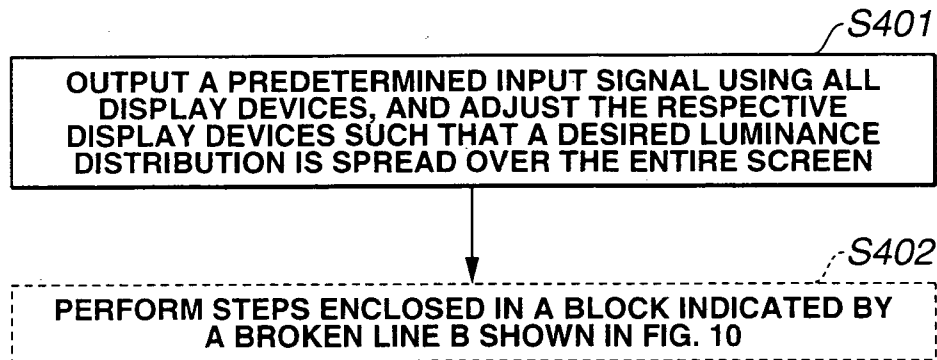 S401
OUTPUT A PREDETERMINED INPUT SIGNAL USING ALL
DISPLAY DEVICES, AND ADJUST THE RESPECTIVE
DISPLAY DEVICES SUCH THAT A DESIRED LUMINANCE
DISTRIBUTION IS SPREAD OVER THE ENTIRE SCREEN
S402
PERFORM STEPS ENCLOSED IN A BLOCK INDICATED BY
A BROKEN LINE B SHOWN IN FIG. 10